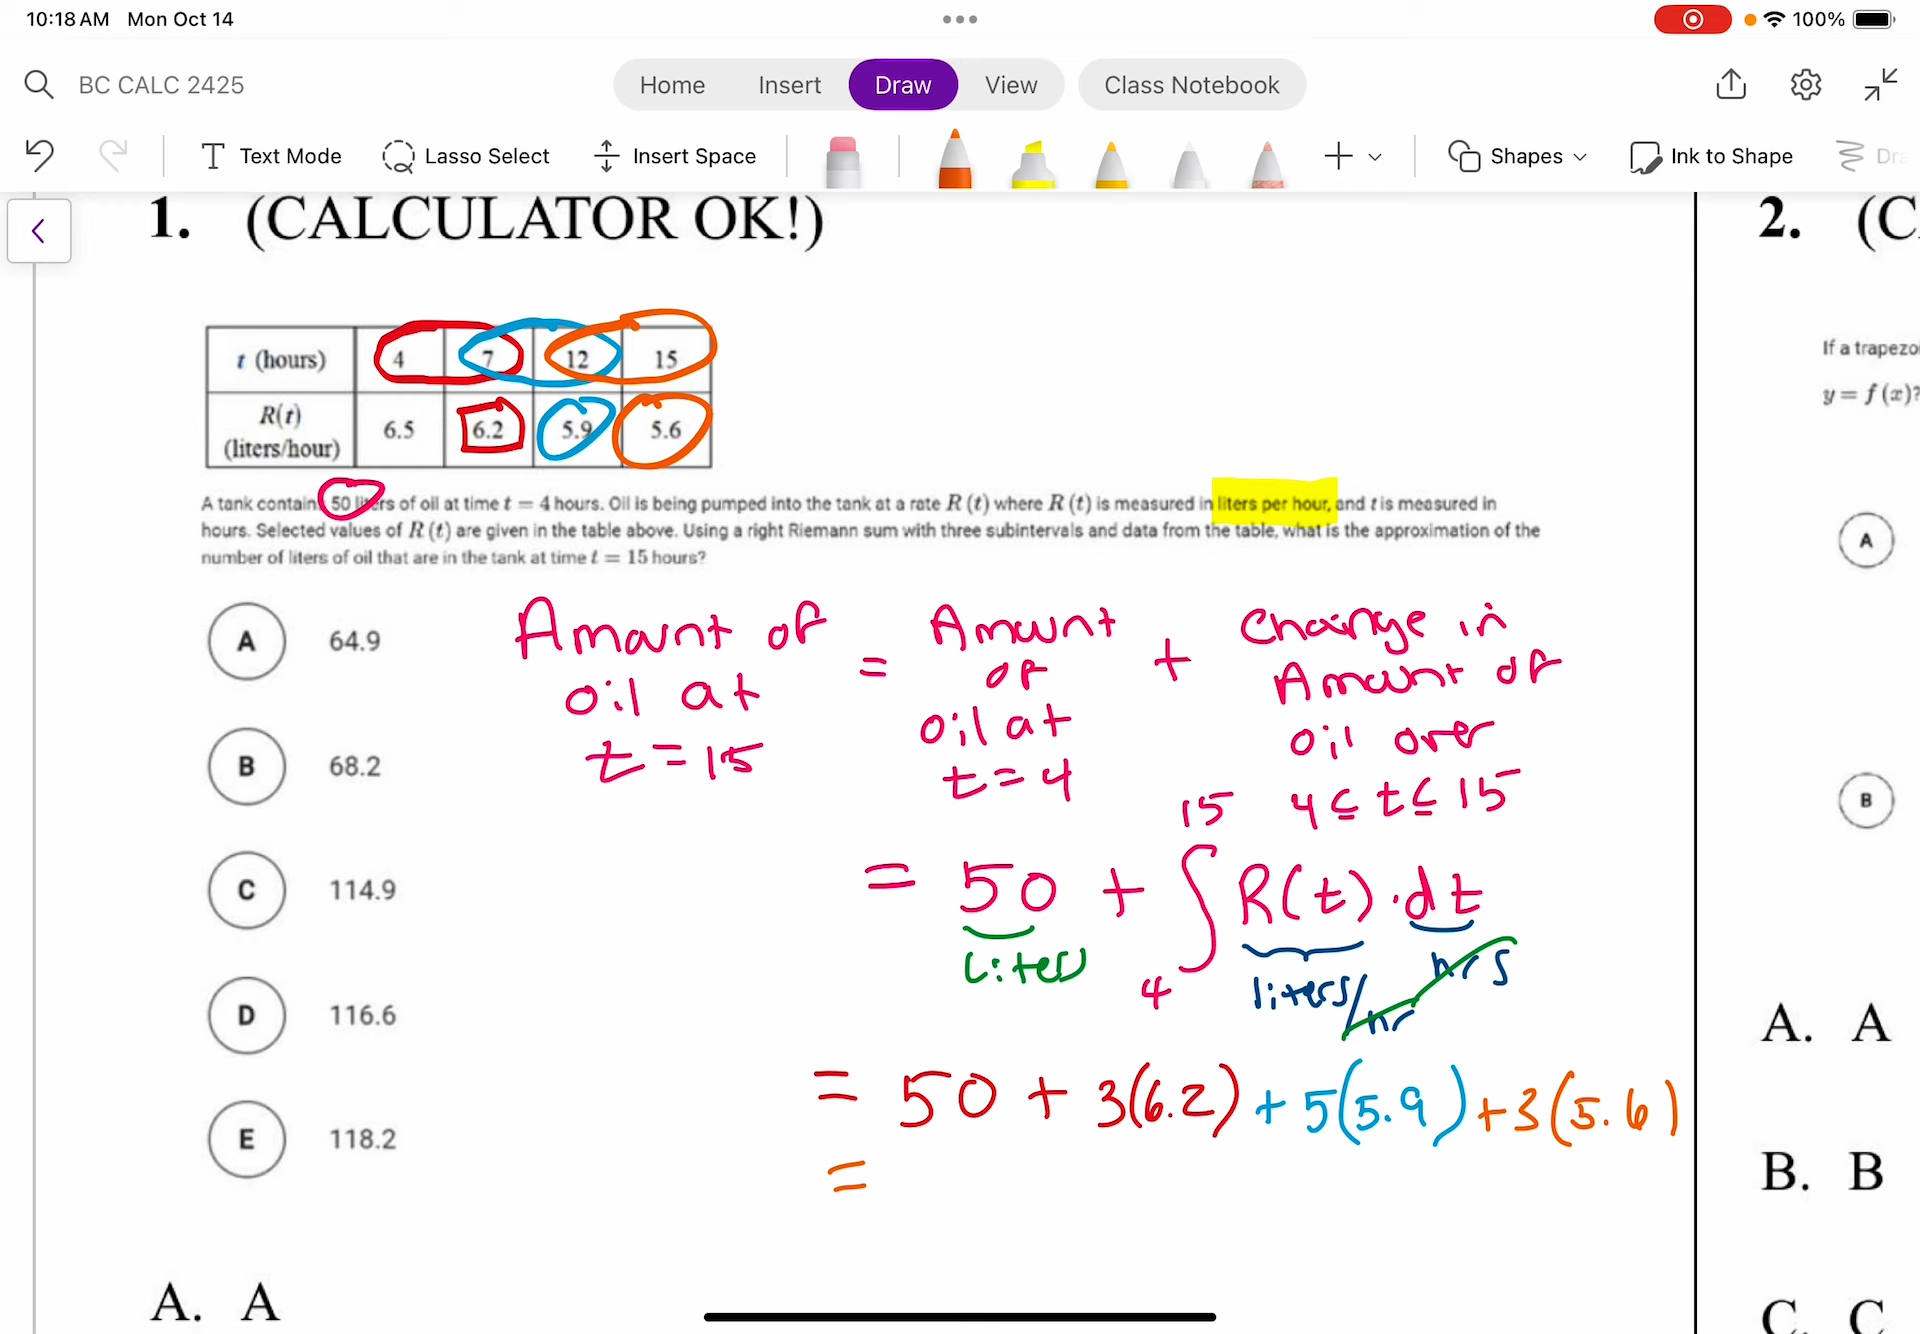 10:18 AM Mon Oct 14
100%
BC CALC 2425
Home Insert Draw View Class Notebook
Text Mode Lasso Select Insert Space Shapes Ink to Shape
1. (CALCULATOR OK!)
t (hours) 4 7 12 15
R(t) (liters/hour) 6.5 6.2 5.9 5.6
A tank contains 50 liters of oil at time t = 4 hours. Oil is being pumped into the tank at a rate R (t) where R (t) is measured in liters per hour, and t is measured in
hours. Selected values of R (t) are given in the table above. Using a right Riemann sum with three subintervals and data from the table, what is the approximation of the
number of liters of oil that are in the tank at time t = 15 hours?
A 64.9
B 68.2
C 114.9
D 116.6
E 118.2
Amount of oil at t = 15 = Amount of oil at t = 4 + Change in Amount of oil over 4 ≤ t ≤ 15
= 50 + ∫₄¹⁵ R(t) · dt
liters liters/hr hrs
= 50 + 3(6.2) + 5(5.9) + 3(5.6)
=
A. A
2. (C
If a trapezo
y = f (x)?
A
B
A. A
B. B
C. C